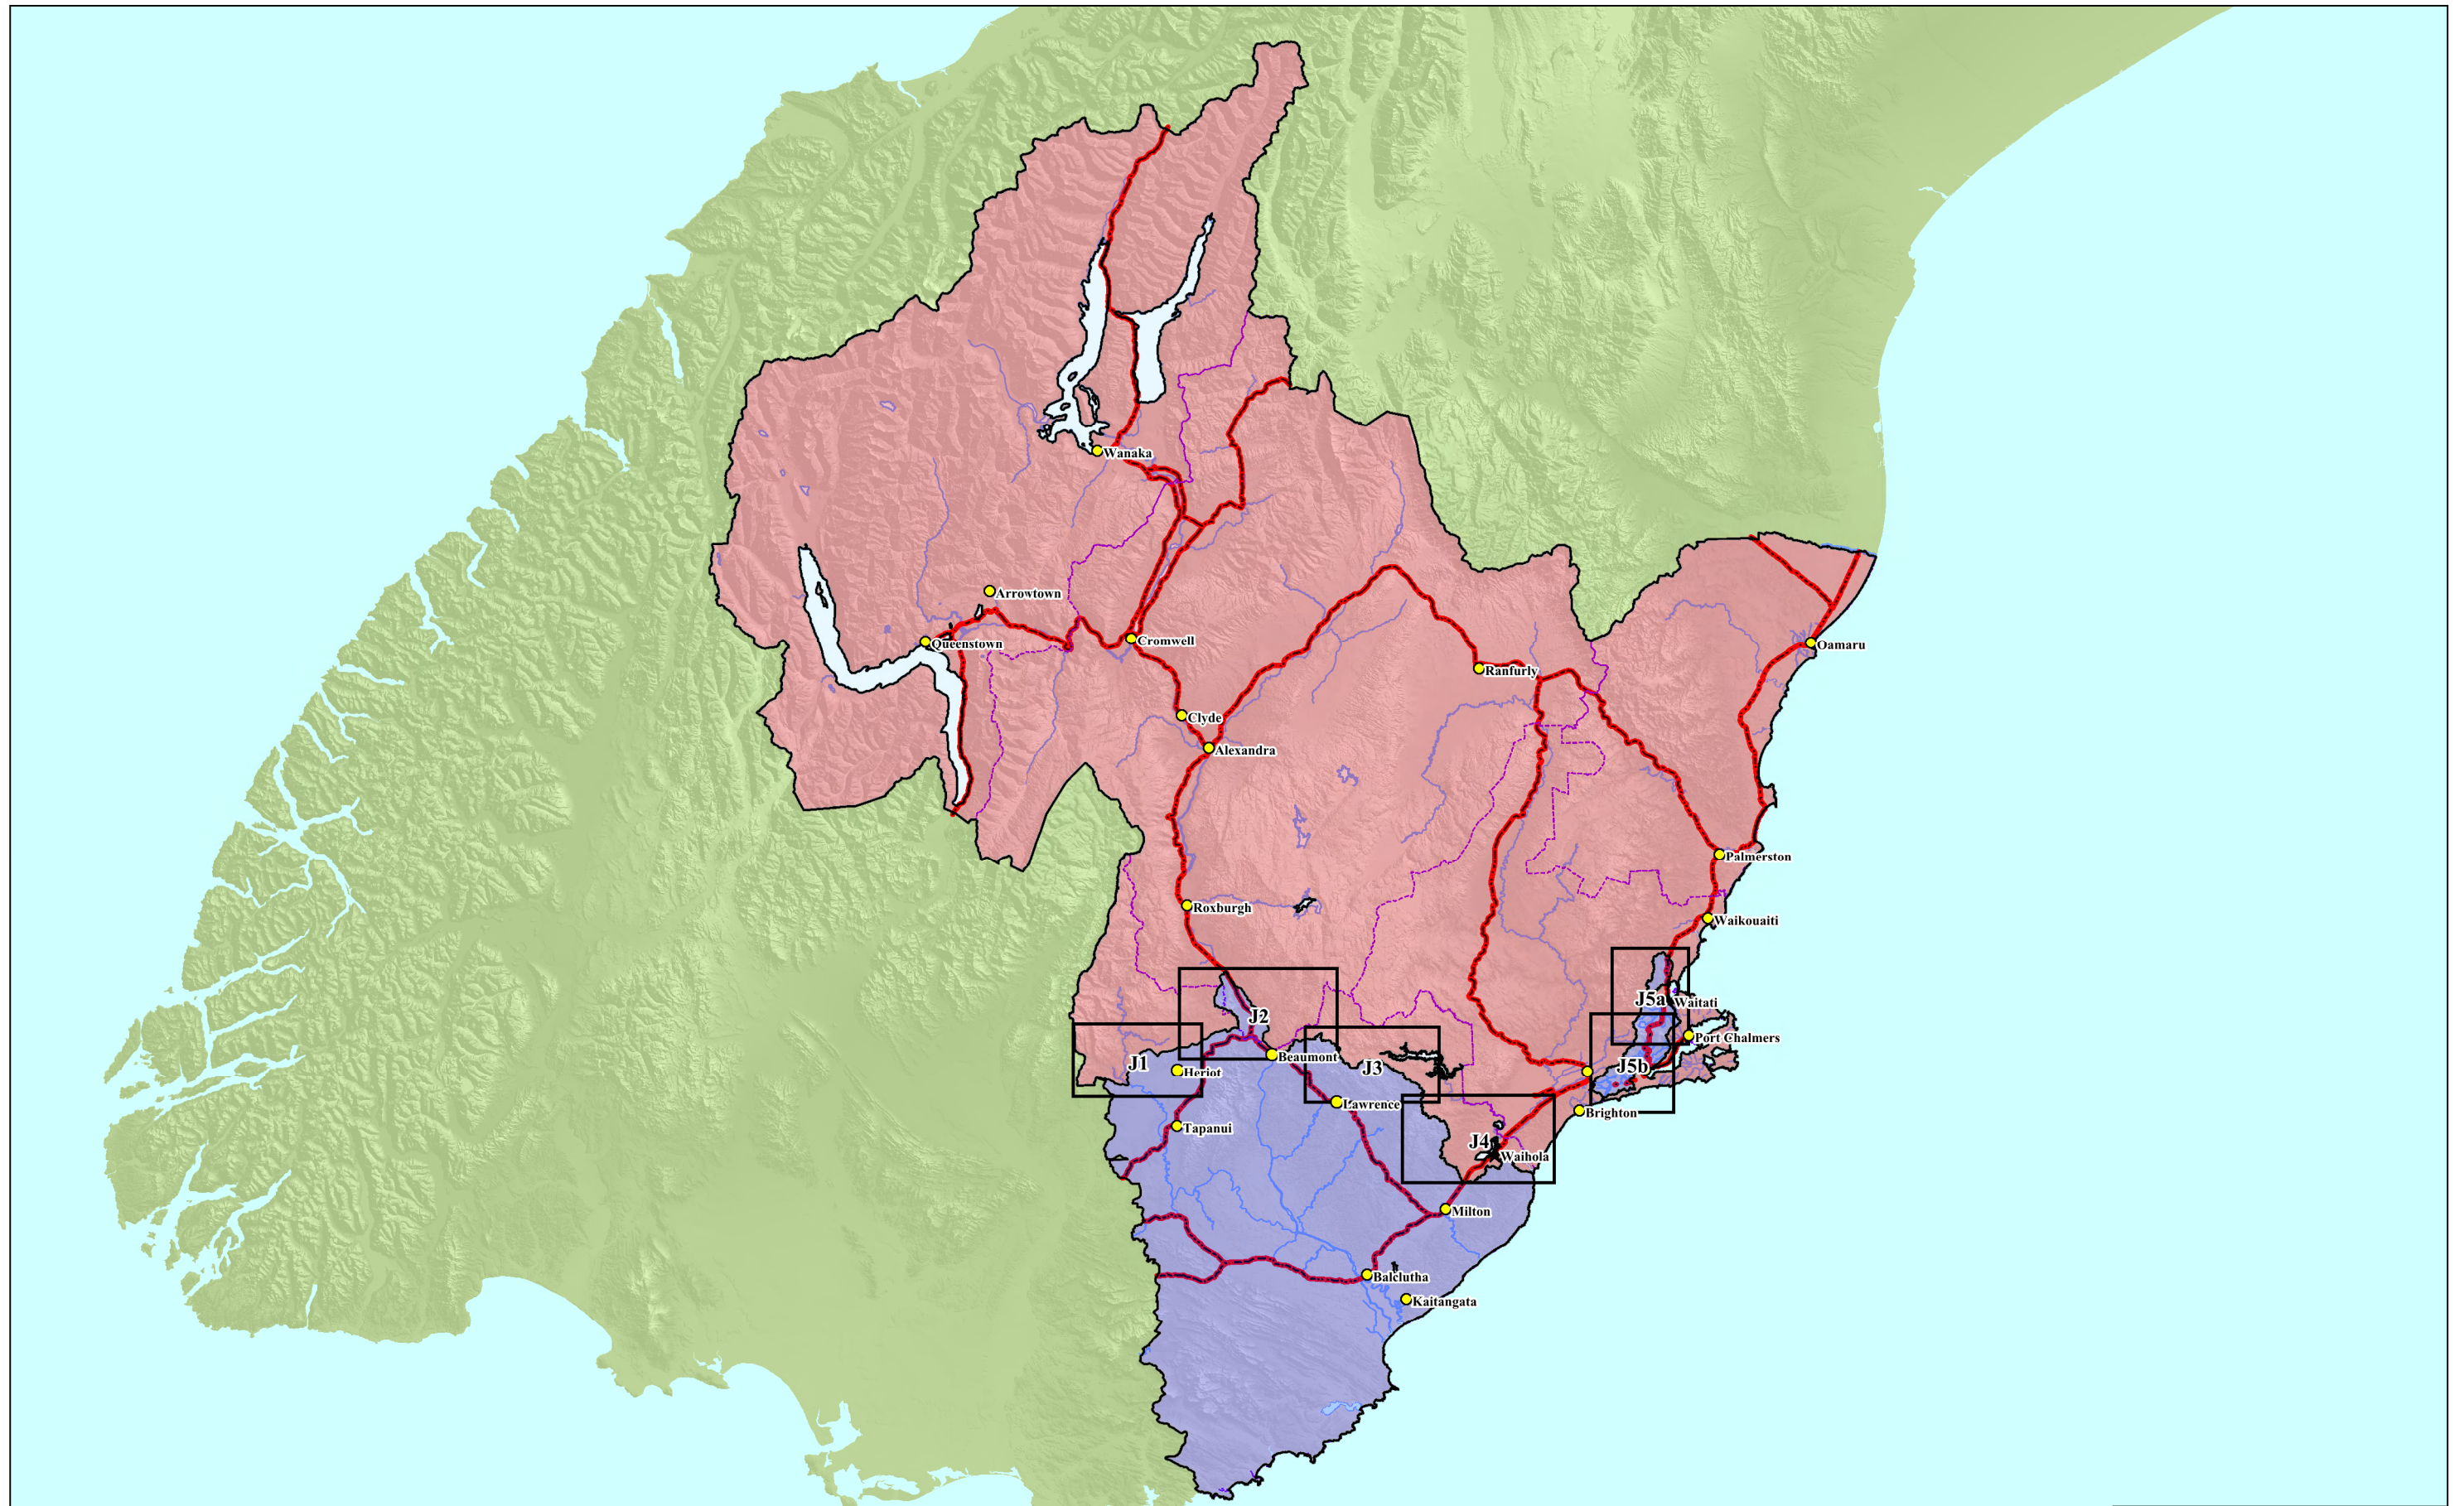 Wanaka
Arrowtown
Queenstown
Cromwell
Oamaru
Ranfurly
Clyde
Alexandra
Palmerston
Roxburgh
Waikouaiti
J5a
Waitati
J2
Port Chalmers
Beaumont
J1
J3
J5b
Heriot
Lawrence
Brighton
Tapanui
J4
Waihola
Milton
Balclutha
Kaitangata